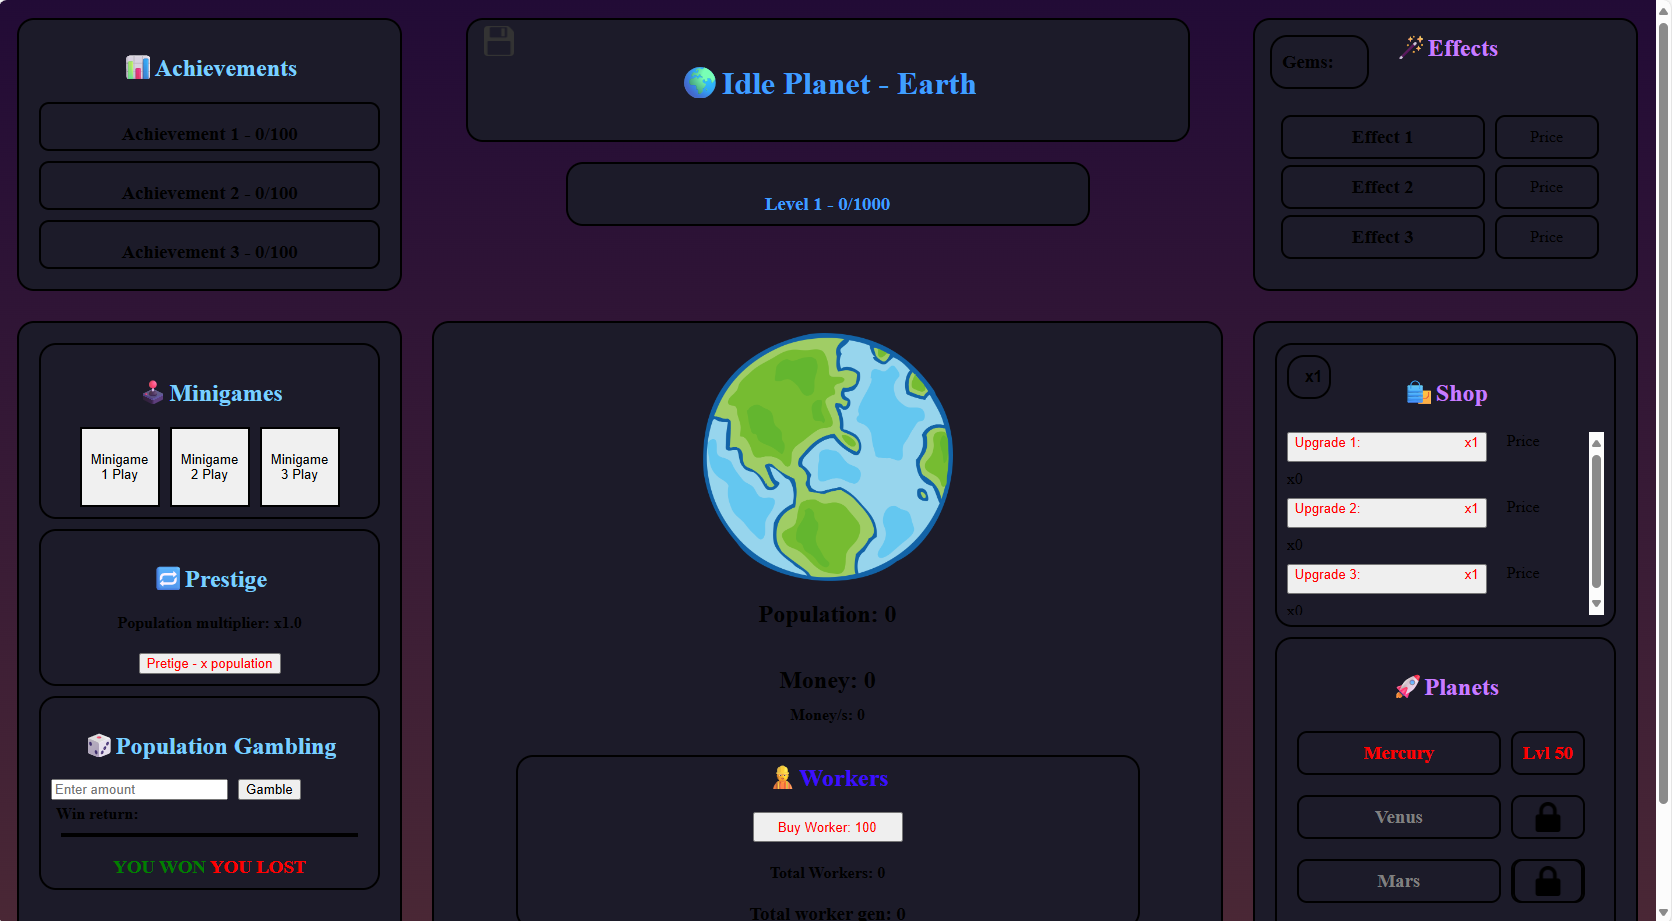 Achievements
Achievement 1 - 0/100
Achievement 2 - 0/100
Achievement 3 - 0/100
Idle Planet - Earth
Level 1 - 0/1000
Gems:
Effects
Effect 1 Price
Effect 2 Price
Effect 3 Price
Minigames
Minigame 1 Play
Minigame 2 Play
Minigame 3 Play
Prestige
Population multiplier: x1.0
Pretige - x population
Population Gambling
Enter amount Gamble
Win return:
YOU WON YOU LOST
Population: 0
Money: 0
Money/s: 0
Workers
Buy Worker: 100
Total Workers: 0
Total worker gen: 0
x1
Shop
Upgrade 1: x1 Price
x0
Upgrade 2: x1 Price
x0
Upgrade 3: x1 Price
x0
Planets
Mercury Lvl 50
Venus
Mars